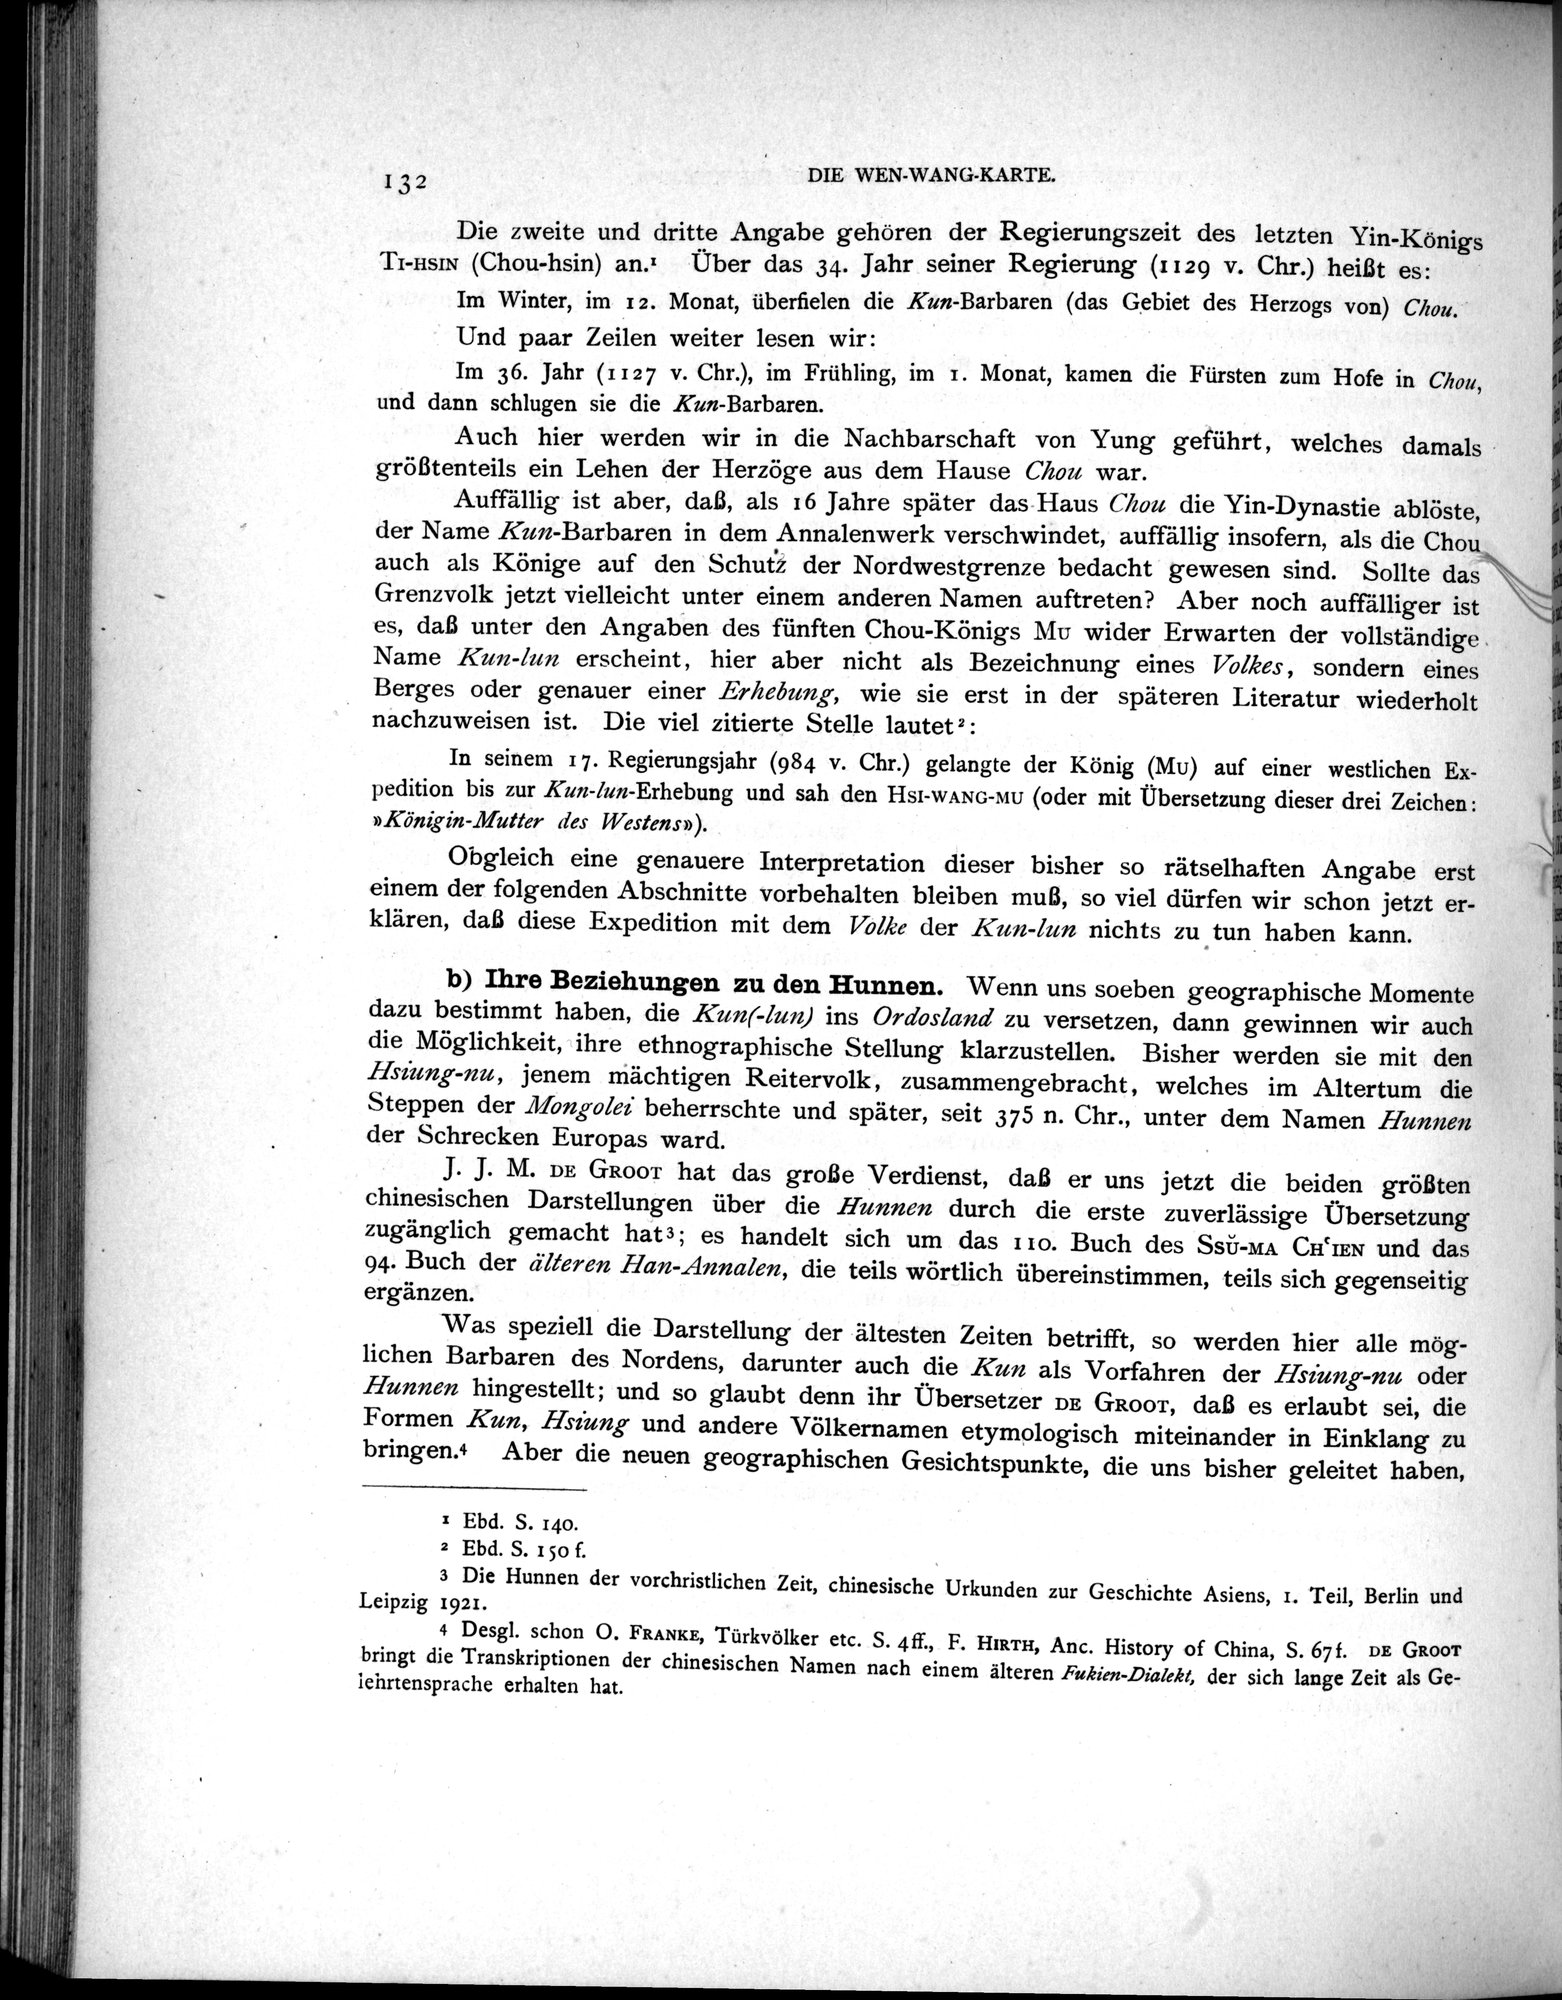 132
DIE WEN-WANG-KARTE.
Die zweite und dritte Angabe gehören der Regierungszeit des letzten Yin-Königs
TI-HSIN (Chou-hsin) an.¹ Über das 34. Jahr seiner Regierung (1129 v. Chr.) heißt es:
Im Winter, im 12. Monat, überfielen die Kun-Barbaren (das Gebiet des Herzogs von) Chou.
Und paar Zeilen weiter lesen wir:
Im 36. Jahr (1127 v. Chr.), im Frühling, im 1. Monat, kamen die Fürsten zum Hofe in Chou,
und dann schlugen sie die Kun-Barbaren.
Auch hier werden wir in die Nachbarschaft von Yung geführt, welches damals
größtenteils ein Lehen der Herzöge aus dem Hause Chou war.
Auffällig ist aber, daß, als 16 Jahre später das Haus Chou die Yin-Dynastie ablöste,
der Name Kun-Barbaren in dem Annalenwerk verschwindet, auffällig insofern, als die Chou
auch als Könige auf den Schutz der Nordwestgrenze bedacht gewesen sind. Sollte das
Grenzvolk jetzt vielleicht unter einem anderen Namen auftreten? Aber noch auffälliger ist
es, daß unter den Angaben des fünften Chou-Königs MU wider Erwarten der vollständige
Name Kun-lun erscheint, hier aber nicht als Bezeichnung eines Volkes, sondern eines
Berges oder genauer einer Erhebung, wie sie erst in der späteren Literatur wiederholt
nachzuweisen ist. Die viel zitierte Stelle lautet²:
In seinem 17. Regierungsjahr (984 v. Chr.) gelangte der König (MU) auf einer westlichen Ex-
pedition bis zur Kun-lun-Erhebung und sah den HSI-WANG-MU (oder mit Übersetzung dieser drei Zeichen:
»Königin-Mutter des Westens»).
Obgleich eine genauere Interpretation dieser bisher so rätselhaften Angabe erst
einem der folgenden Abschnitte vorbehalten bleiben muß, so viel dürfen wir schon jetzt er-
klären, daß diese Expedition mit dem Volke der Kun-lun nichts zu tun haben kann.
b) Ihre Beziehungen zu den Hunnen. Wenn uns soeben geographische Momente
dazu bestimmt haben, die Kun(-lun) ins Ordosland zu versetzen, dann gewinnen wir auch
die Möglichkeit, ihre ethnographische Stellung klarzustellen. Bisher werden sie mit den
Hsiung-nu, jenem mächtigen Reitervolk, zusammengebracht, welches im Altertum die
Steppen der Mongolei beherrschte und später, seit 375 n. Chr., unter dem Namen Hunnen
der Schrecken Europas ward.
J. J. M. DE GROOT hat das große Verdienst, daß er uns jetzt die beiden größten
chinesischen Darstellungen über die Hunnen durch die erste zuverlässige Übersetzung
zugänglich gemacht hat³; es handelt sich um das 110. Buch des SSŬ-MA CHʿIEN und das
94. Buch der älteren Han-Annalen, die teils wörtlich übereinstimmen, teils sich gegenseitig
ergänzen.
Was speziell die Darstellung der ältesten Zeiten betrifft, so werden hier alle mög-
lichen Barbaren des Nordens, darunter auch die Kun als Vorfahren der Hsiung-nu oder
Hunnen hingestellt; und so glaubt denn ihr Übersetzer DE GROOT, daß es erlaubt sei, die
Formen Kun, Hsiung und andere Völkernamen etymologisch miteinander in Einklang zu
bringen.⁴ Aber die neuen geographischen Gesichtspunkte, die uns bisher geleitet haben,
¹ Ebd. S. 140.
² Ebd. S. 150 f.
³ Die Hunnen der vorchristlichen Zeit, chinesische Urkunden zur Geschichte Asiens, 1. Teil, Berlin und
Leipzig 1921.
⁴ Desgl. schon O. FRANKE, Türkvölker etc. S. 4ff., F. HIRTH, Anc. History of China, S. 67f. DE GROOT
bringt die Transkriptionen der chinesischen Namen nach einem älteren Fukien-Dialekt, der sich lange Zeit als Ge-
lehrtensprache erhalten hat.